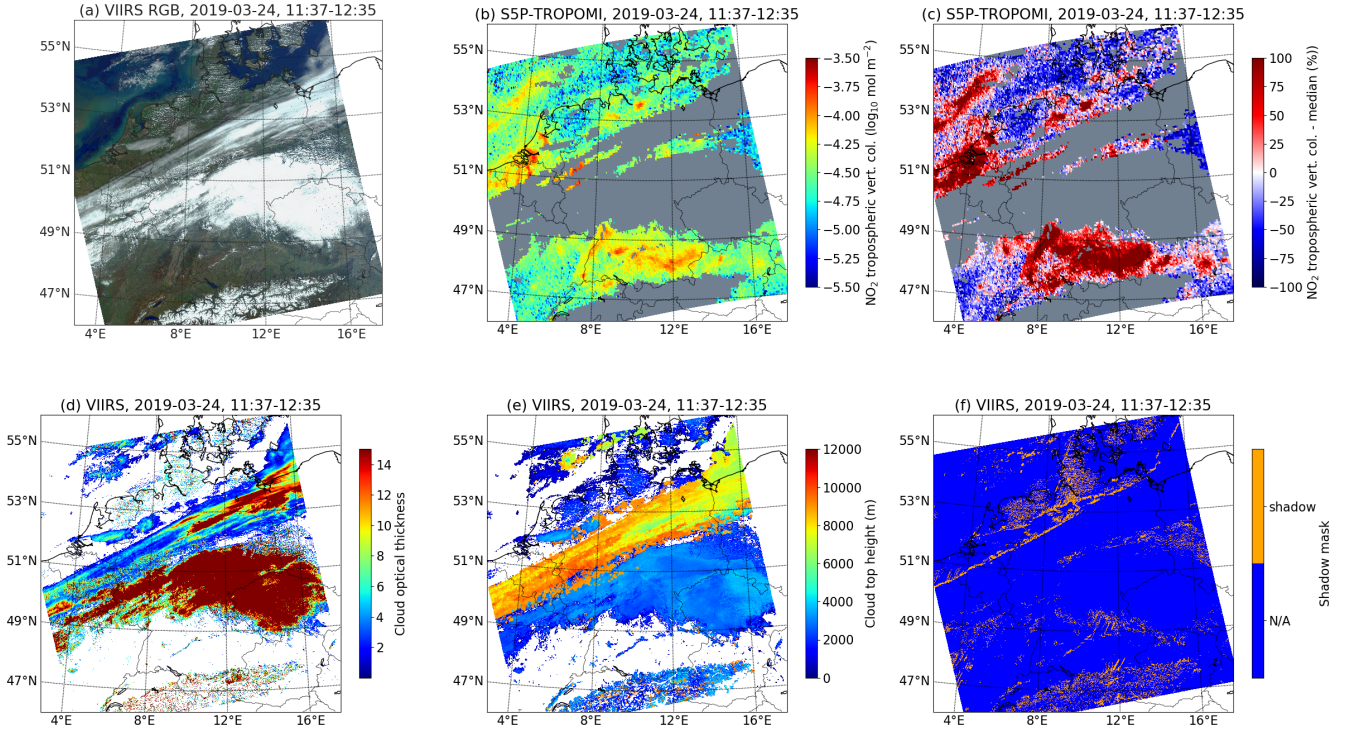 (a) VIIRS RGB, 2019-03-24, 11:37-12:35
55°N
53°N
51°N
49°N
47°N
4°E
8°E
12°E
16°E
(b) S5P-TROPOMI, 2019-03-24, 11:37-12:35
55°N
53°N
51°N
49°N
47°N
4°E
8°E
12°E
16°E
−3.50
−3.75
−4.00
−4.25
−4.50
−4.75
−5.00
−5.25
−5.50
NO₂ tropospheric vert. col. (log₁₀ mol m⁻²)
(c) S5P-TROPOMI, 2019-03-24, 11:37-12:35
55°N
53°N
51°N
49°N
47°N
4°E
8°E
12°E
16°E
100
75
50
25
0
−25
−50
−75
−100
NO₂ tropospheric vert. col. - median (%))
(d) VIIRS, 2019-03-24, 11:37-12:35
55°N
53°N
51°N
49°N
47°N
4°E
8°E
12°E
16°E
14
12
10
8
6
4
2
Cloud optical thickness
(e) VIIRS, 2019-03-24, 11:37-12:35
55°N
53°N
51°N
49°N
47°N
4°E
8°E
12°E
16°E
12000
10000
8000
6000
4000
2000
0
Cloud top height (m)
(f) VIIRS, 2019-03-24, 11:37-12:35
55°N
53°N
51°N
49°N
47°N
4°E
8°E
12°E
16°E
shadow
N/A
Shadow mask